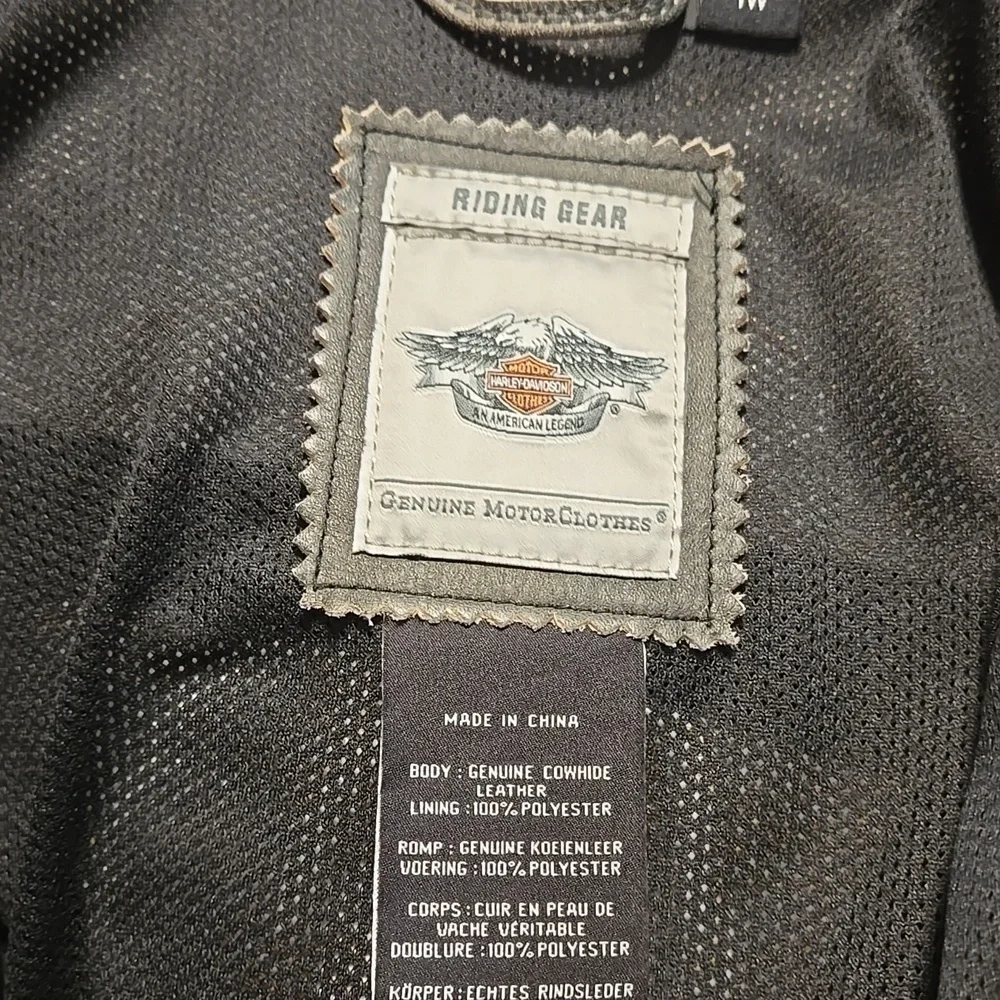 1W
RIDING GEAR
MOTOR
HARLEY-DAVIDSON
CLOTHES
AN AMERICAN LEGEND
®
GENUINE MOTORCLOTHES®
MADE IN CHINA
BODY : GENUINE COWHIDE
LEATHER
LINING :100% POLYESTER
ROMP : GENUINE KOEIENLEER
VOERING :100% POLYESTER
CORPS : CUIR EN PEAU DE
VACHE VÉRITABLE
DOUBLURE :100% POLYESTER
KÖRPER : ECHTES RINDSLEDER